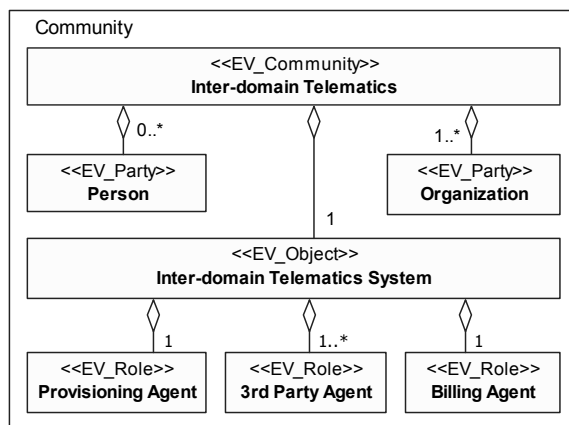 Community
<<EV_Community>>
Inter-domain Telematics
0..*
1..*
<<EV_Party>>
Person
<<EV_Party>>
Organization
1
<<EV_Object>>
Inter-domain Telematics System
1
1..*
1
<<EV_Role>>
Provisioning Agent
<<EV_Role>>
3rd Party Agent
<<EV_Role>>
Billing Agent